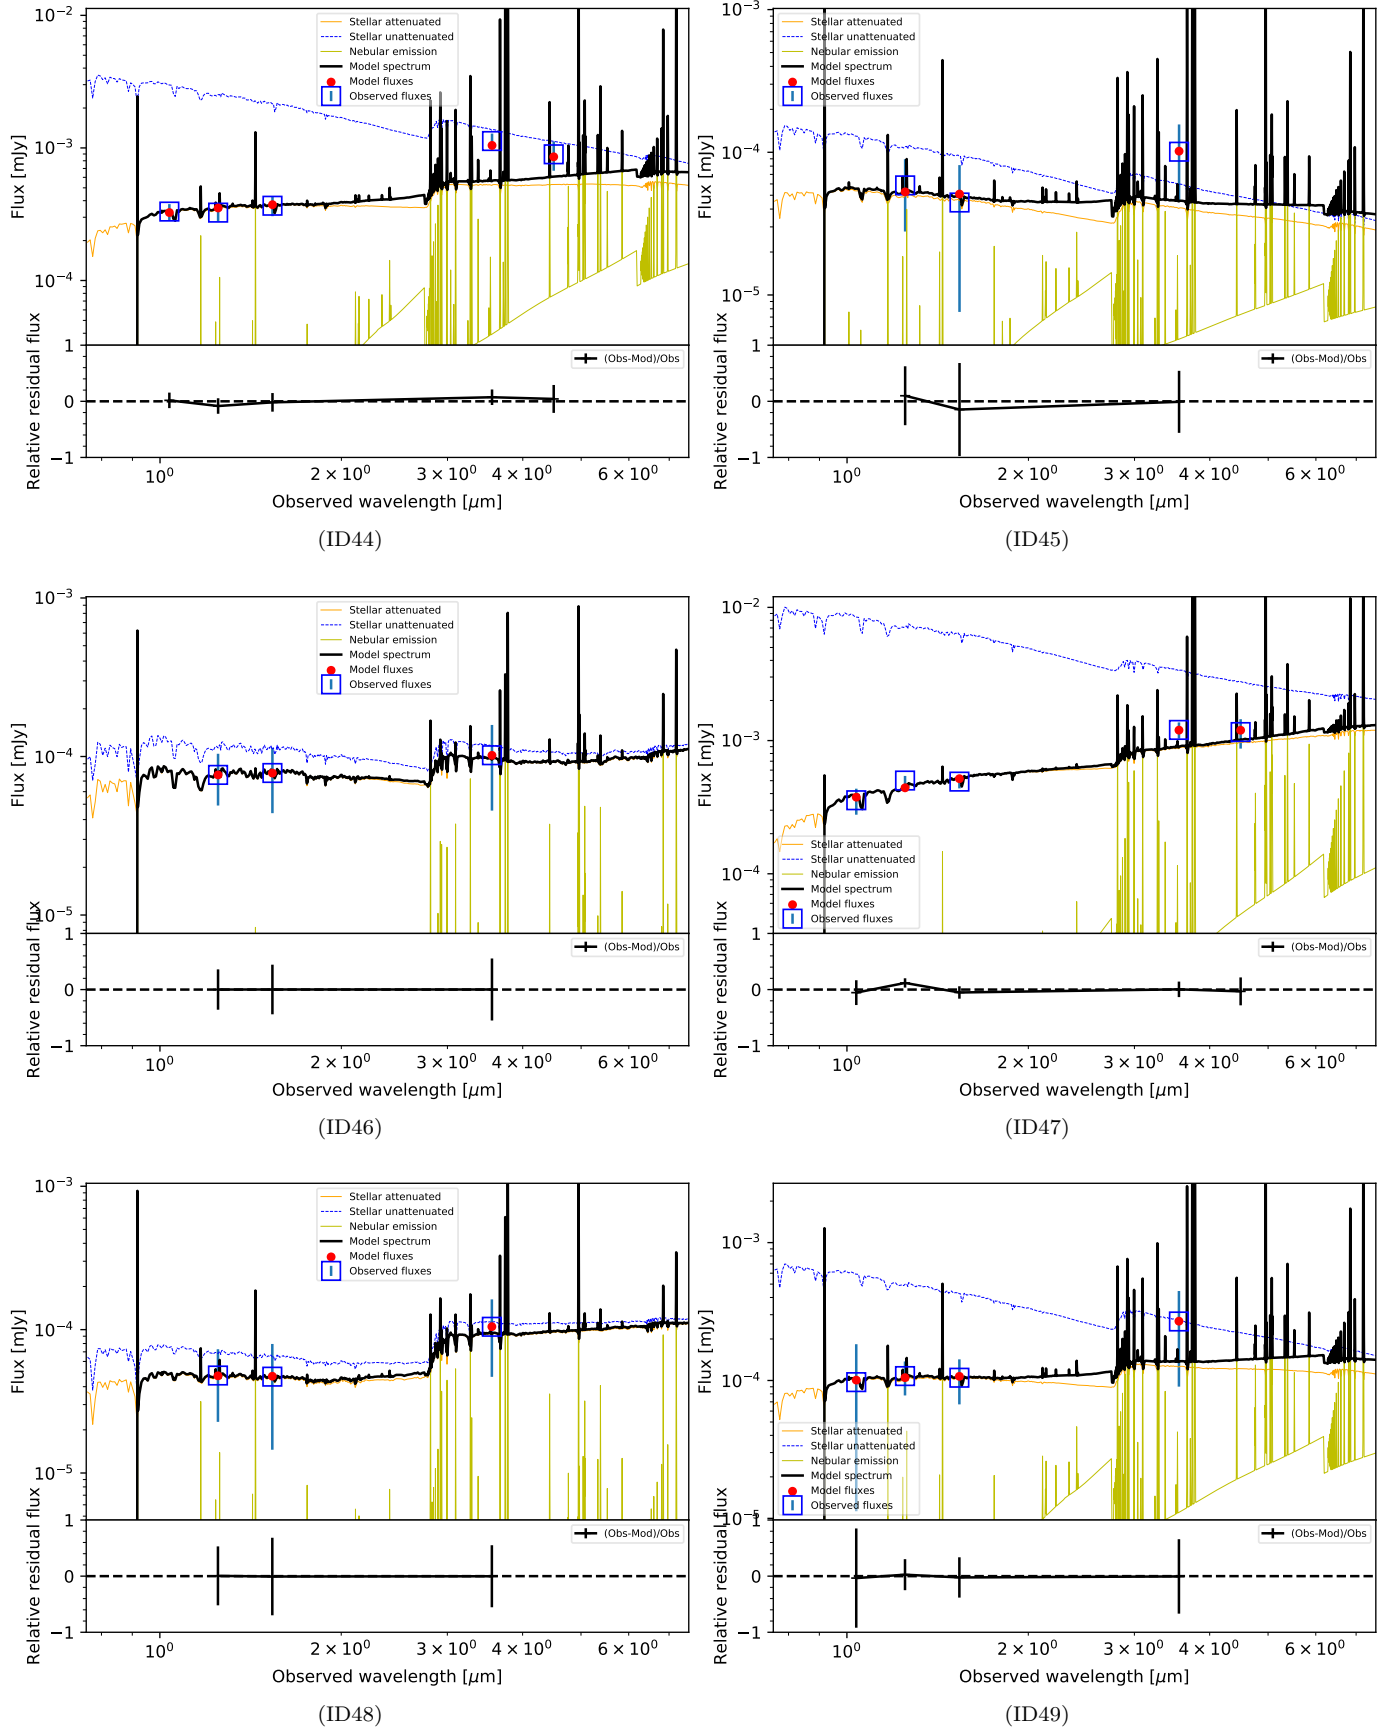 10⁻²
10⁻³
10⁻⁴
Flux [mJy]
Stellar attenuated
Stellar unattenuated
Nebular emission
Model spectrum
Model fluxes
Observed fluxes
1
0
−1
Relative residual flux
(Obs-Mod)/Obs
10⁰
2 × 10⁰
3 × 10⁰
4 × 10⁰
6 × 10⁰
Observed wavelength [μm]
(ID44)
10⁻³
10⁻⁴
10⁻⁵
Flux [mJy]
Stellar attenuated
Stellar unattenuated
Nebular emission
Model spectrum
Model fluxes
Observed fluxes
1
0
−1
Relative residual flux
(Obs-Mod)/Obs
10⁰
2 × 10⁰
3 × 10⁰
4 × 10⁰
6 × 10⁰
Observed wavelength [μm]
(ID45)
10⁻³
10⁻⁴
10⁻⁵
Flux [mJy]
Stellar attenuated
Stellar unattenuated
Nebular emission
Model spectrum
Model fluxes
Observed fluxes
1
0
−1
Relative residual flux
(Obs-Mod)/Obs
10⁰
2 × 10⁰
3 × 10⁰
4 × 10⁰
6 × 10⁰
Observed wavelength [μm]
(ID46)
10⁻²
10⁻³
10⁻⁴
Flux [mJy]
Stellar attenuated
Stellar unattenuated
Nebular emission
Model spectrum
Model fluxes
Observed fluxes
1
0
−1
Relative residual flux
(Obs-Mod)/Obs
10⁰
2 × 10⁰
3 × 10⁰
4 × 10⁰
6 × 10⁰
Observed wavelength [μm]
(ID47)
10⁻³
10⁻⁴
10⁻⁵
Flux [mJy]
Stellar attenuated
Stellar unattenuated
Nebular emission
Model spectrum
Model fluxes
Observed fluxes
1
0
−1
Relative residual flux
(Obs-Mod)/Obs
10⁰
2 × 10⁰
3 × 10⁰
4 × 10⁰
6 × 10⁰
Observed wavelength [μm]
(ID48)
10⁻³
10⁻⁴
10⁻⁵
Flux [mJy]
Stellar attenuated
Stellar unattenuated
Nebular emission
Model spectrum
Model fluxes
Observed fluxes
1
0
−1
Relative residual flux
(Obs-Mod)/Obs
10⁰
2 × 10⁰
3 × 10⁰
4 × 10⁰
6 × 10⁰
Observed wavelength [μm]
(ID49)